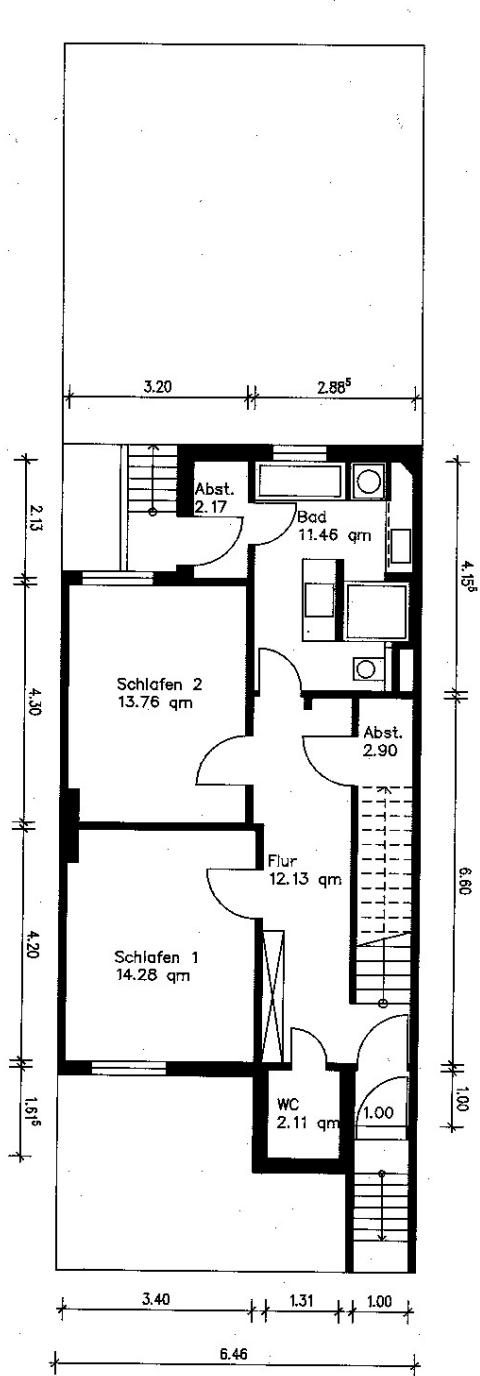 3.20
2.88⁵
Abst.
2.17
Bad
11.46 qm
2.13
4.15⁵
Schlafen 2
13.76 qm
4.30
Abst.
2.90
Flur
12.13 qm
6.60
Schlafen 1
14.28 qm
4.20
WC
2.11 qm
1.00
1.00
1.61⁵
3.40
1.31
1.00
6.46